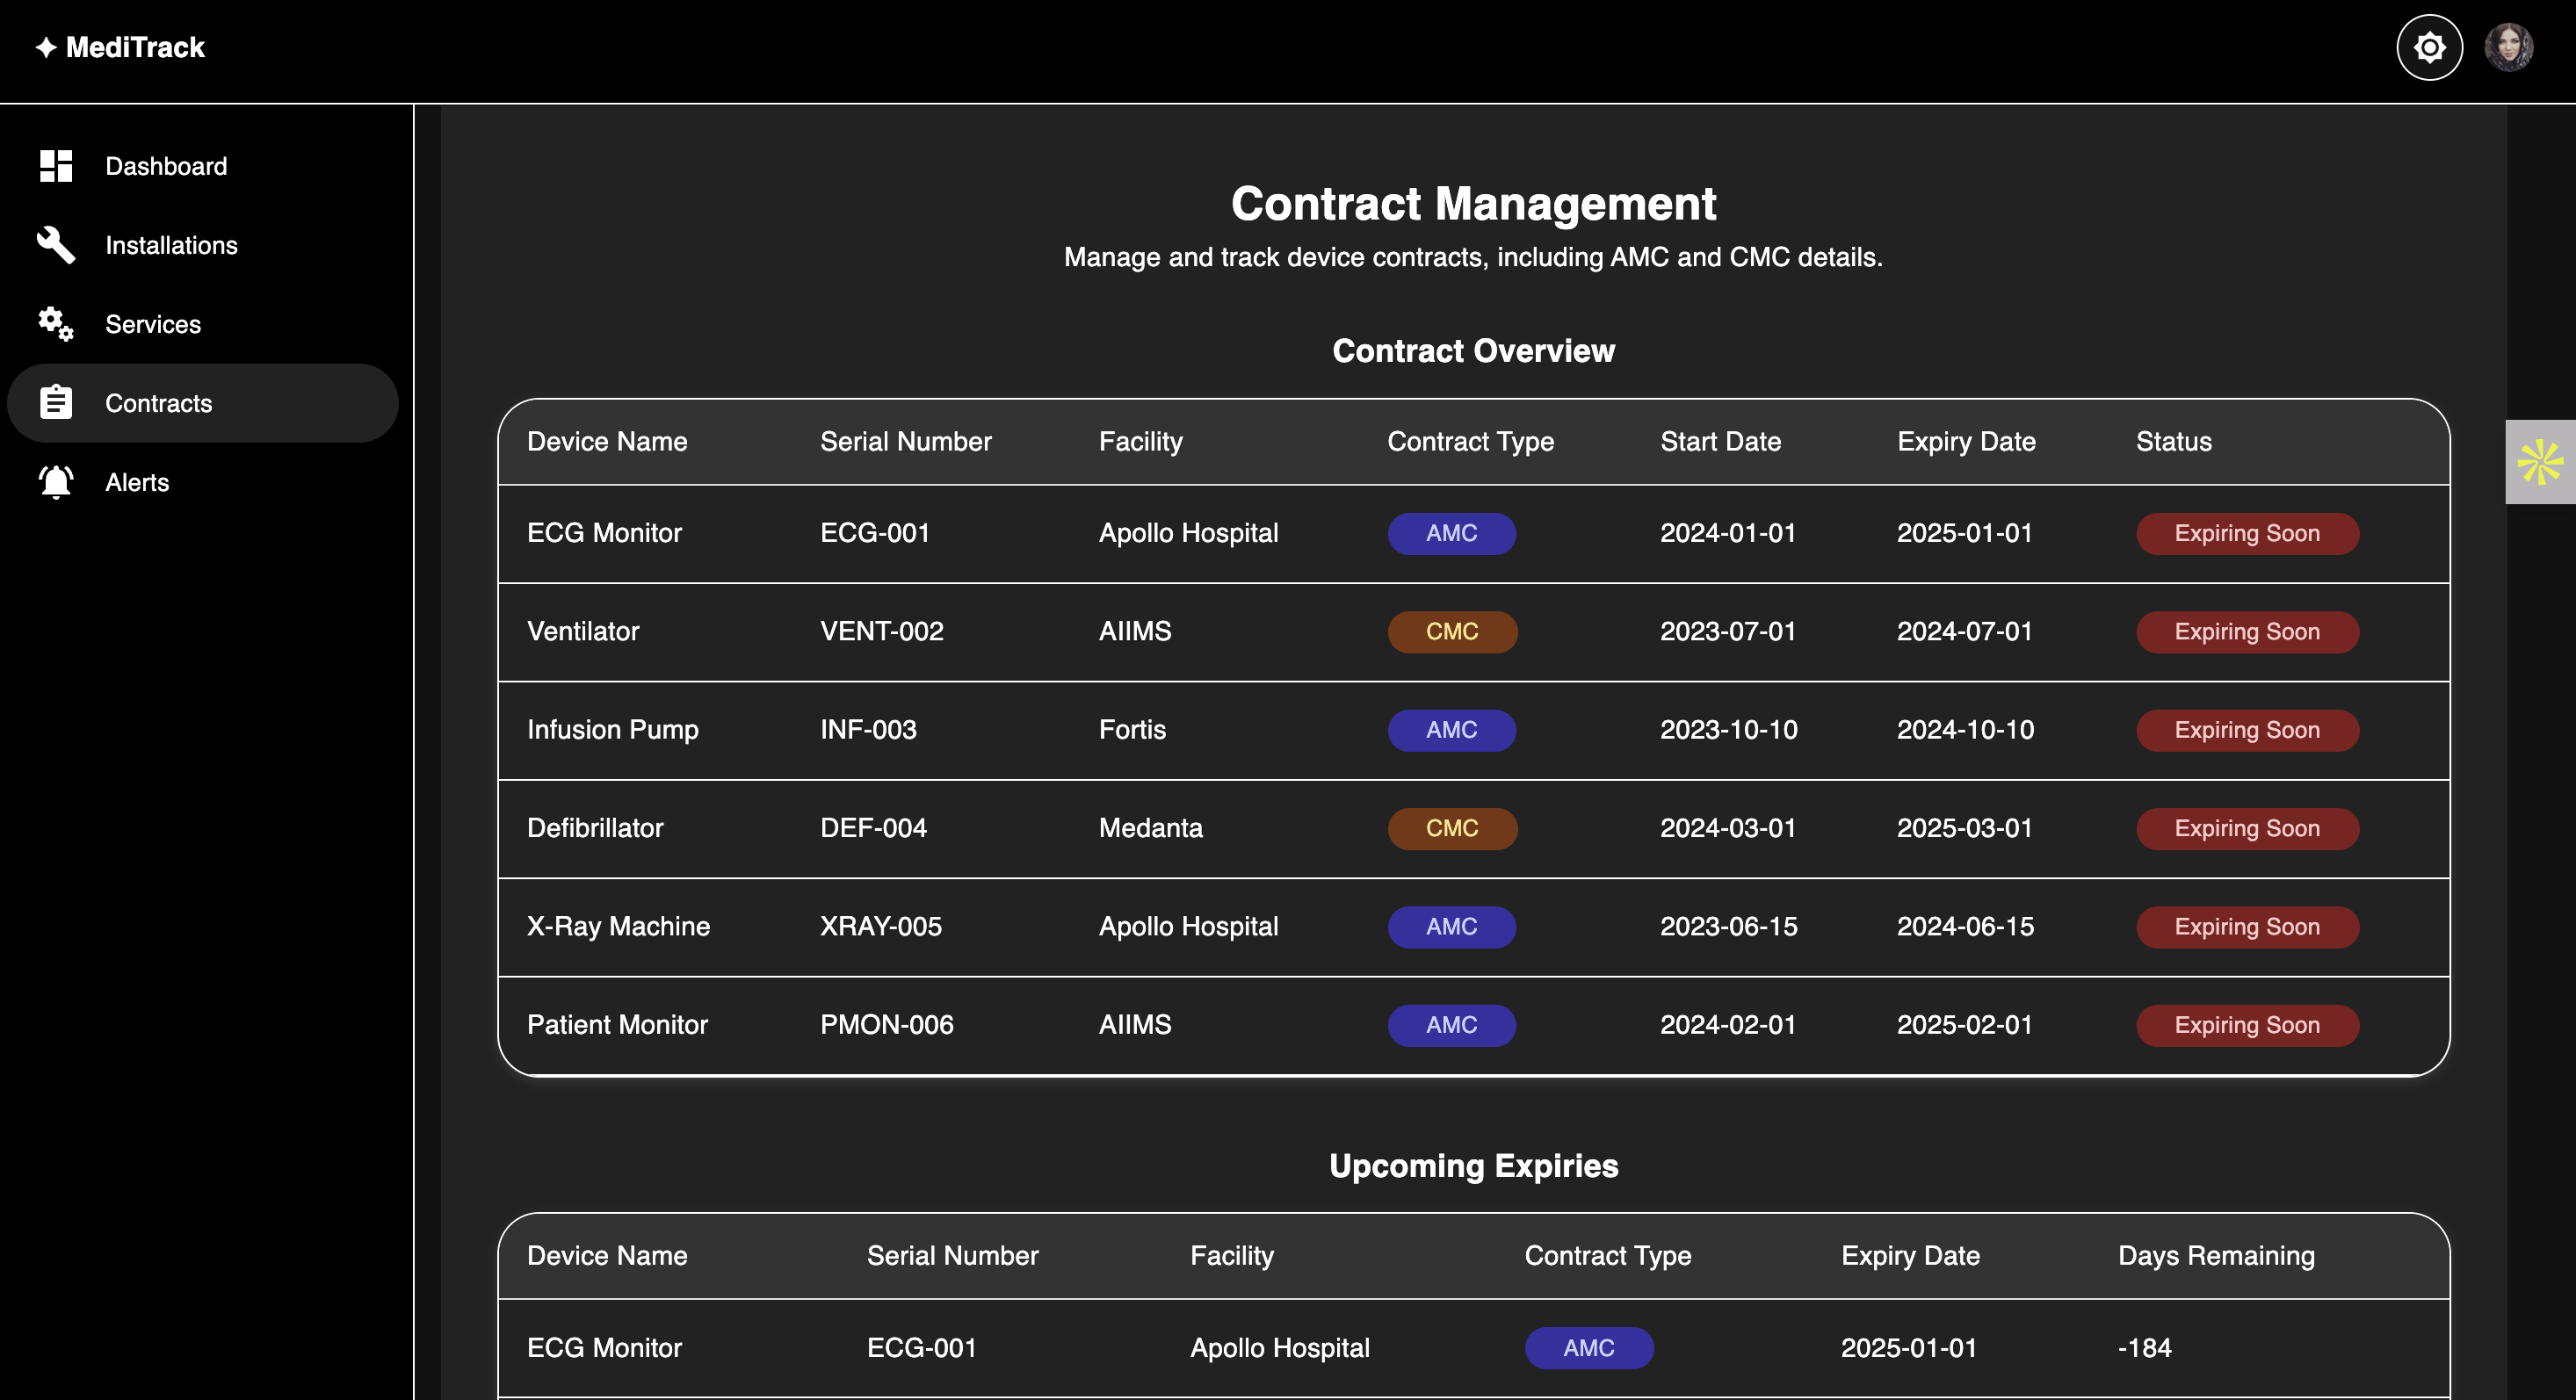 MediTrack
Dashboard
Installations
Services
Contracts
Alerts
Contract Management
Manage and track device contracts, including AMC and CMC details.
Contract Overview
Device Name Serial Number Facility Contract Type Start Date Expiry Date Status
ECG Monitor ECG-001 Apollo Hospital AMC 2024-01-01 2025-01-01 Expiring Soon
Ventilator VENT-002 AIIMS CMC 2023-07-01 2024-07-01 Expiring Soon
Infusion Pump INF-003 Fortis AMC 2023-10-10 2024-10-10 Expiring Soon
Defibrillator DEF-004 Medanta CMC 2024-03-01 2025-03-01 Expiring Soon
X-Ray Machine XRAY-005 Apollo Hospital AMC 2023-06-15 2024-06-15 Expiring Soon
Patient Monitor PMON-006 AIIMS AMC 2024-02-01 2025-02-01 Expiring Soon
Upcoming Expiries
Device Name Serial Number Facility Contract Type Expiry Date Days Remaining
ECG Monitor ECG-001 Apollo Hospital AMC 2025-01-01 -184